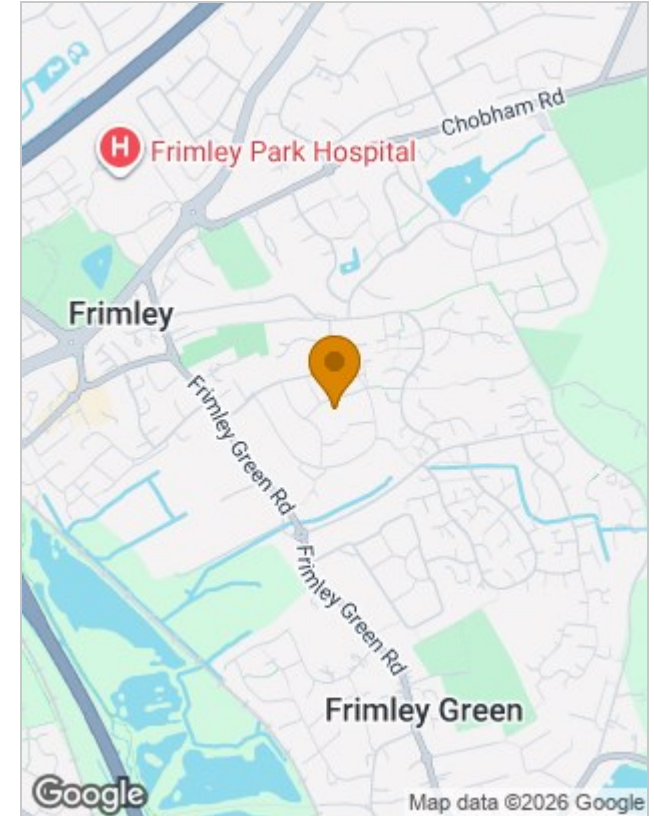 Chobham Rd
H
Frimley Park Hospital
Frimley
Frimley Green Rd
Frimley Green Rd
Frimley Green
Google
Map data ©2026 Google